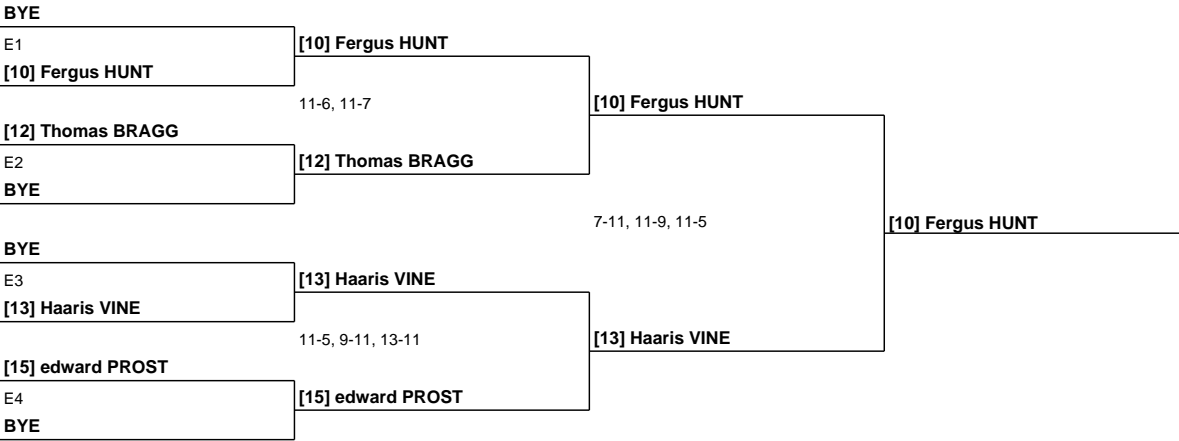 BYE
E1
[10] Fergus HUNT
[10] Fergus HUNT
11-6, 11-7
[10] Fergus HUNT
[12] Thomas BRAGG
E2
[12] Thomas BRAGG
BYE
7-11, 11-9, 11-5
[10] Fergus HUNT
BYE
E3
[13] Haaris VINE
[13] Haaris VINE
11-5, 9-11, 13-11
[13] Haaris VINE
[15] edward PROST
E4
[15] edward PROST
BYE